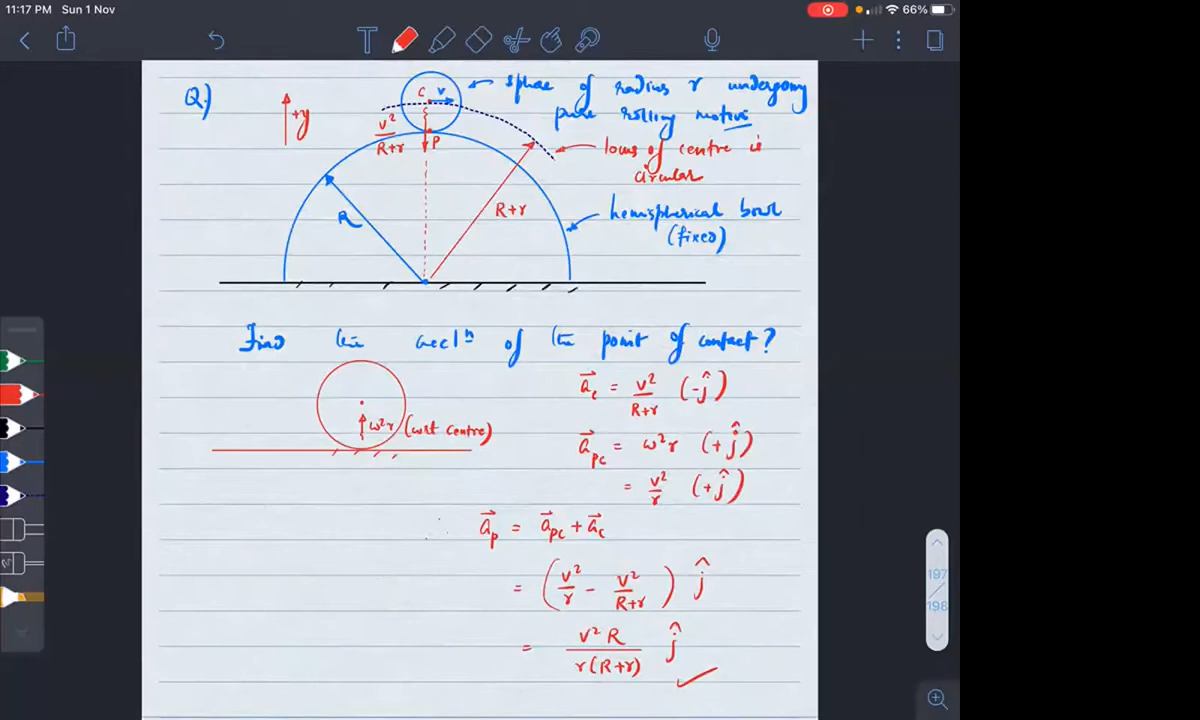 11:17 PM Sun 1 Nov
66%
Q.)
+y
C v
sphere of radius r undergoing
pure rolling motion
v²/(R+r)
P
locus of centre is
circular
R
R+r
hemispherical bowl
(fixed)
Find the acclⁿ of the point of contact?
ω²r (wrt centre)
a⃗c = v²/(R+r) (-ĵ)
a⃗pc = ω²r (+ĵ)
= v²/r (+ĵ)
a⃗p = a⃗pc + a⃗c
= (v²/r - v²/(R+r)) ĵ
= v²R/(r(R+r)) ĵ
197
198